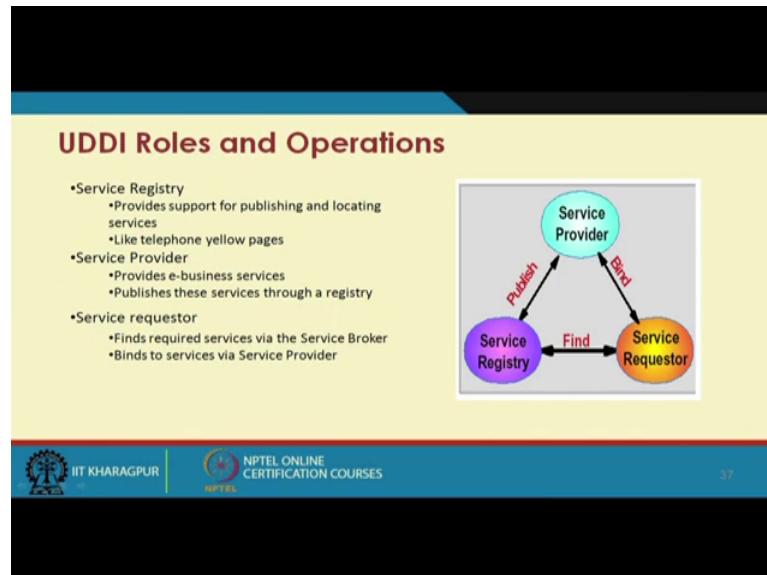 UDDI Roles and Operations
•Service Registry
•Provides support for publishing and locating
services
•Like telephone yellow pages
•Service Provider
•Provides e-business services
•Publishes these services through a registry
•Service requestor
•Finds required services via the Service Broker
•Binds to services via Service Provider
Service
Provider
Publish
Bind
Service
Registry
Find
Service
Requestor
IIT KHARAGPUR
NPTEL
NPTEL ONLINE
CERTIFICATION COURSES
37